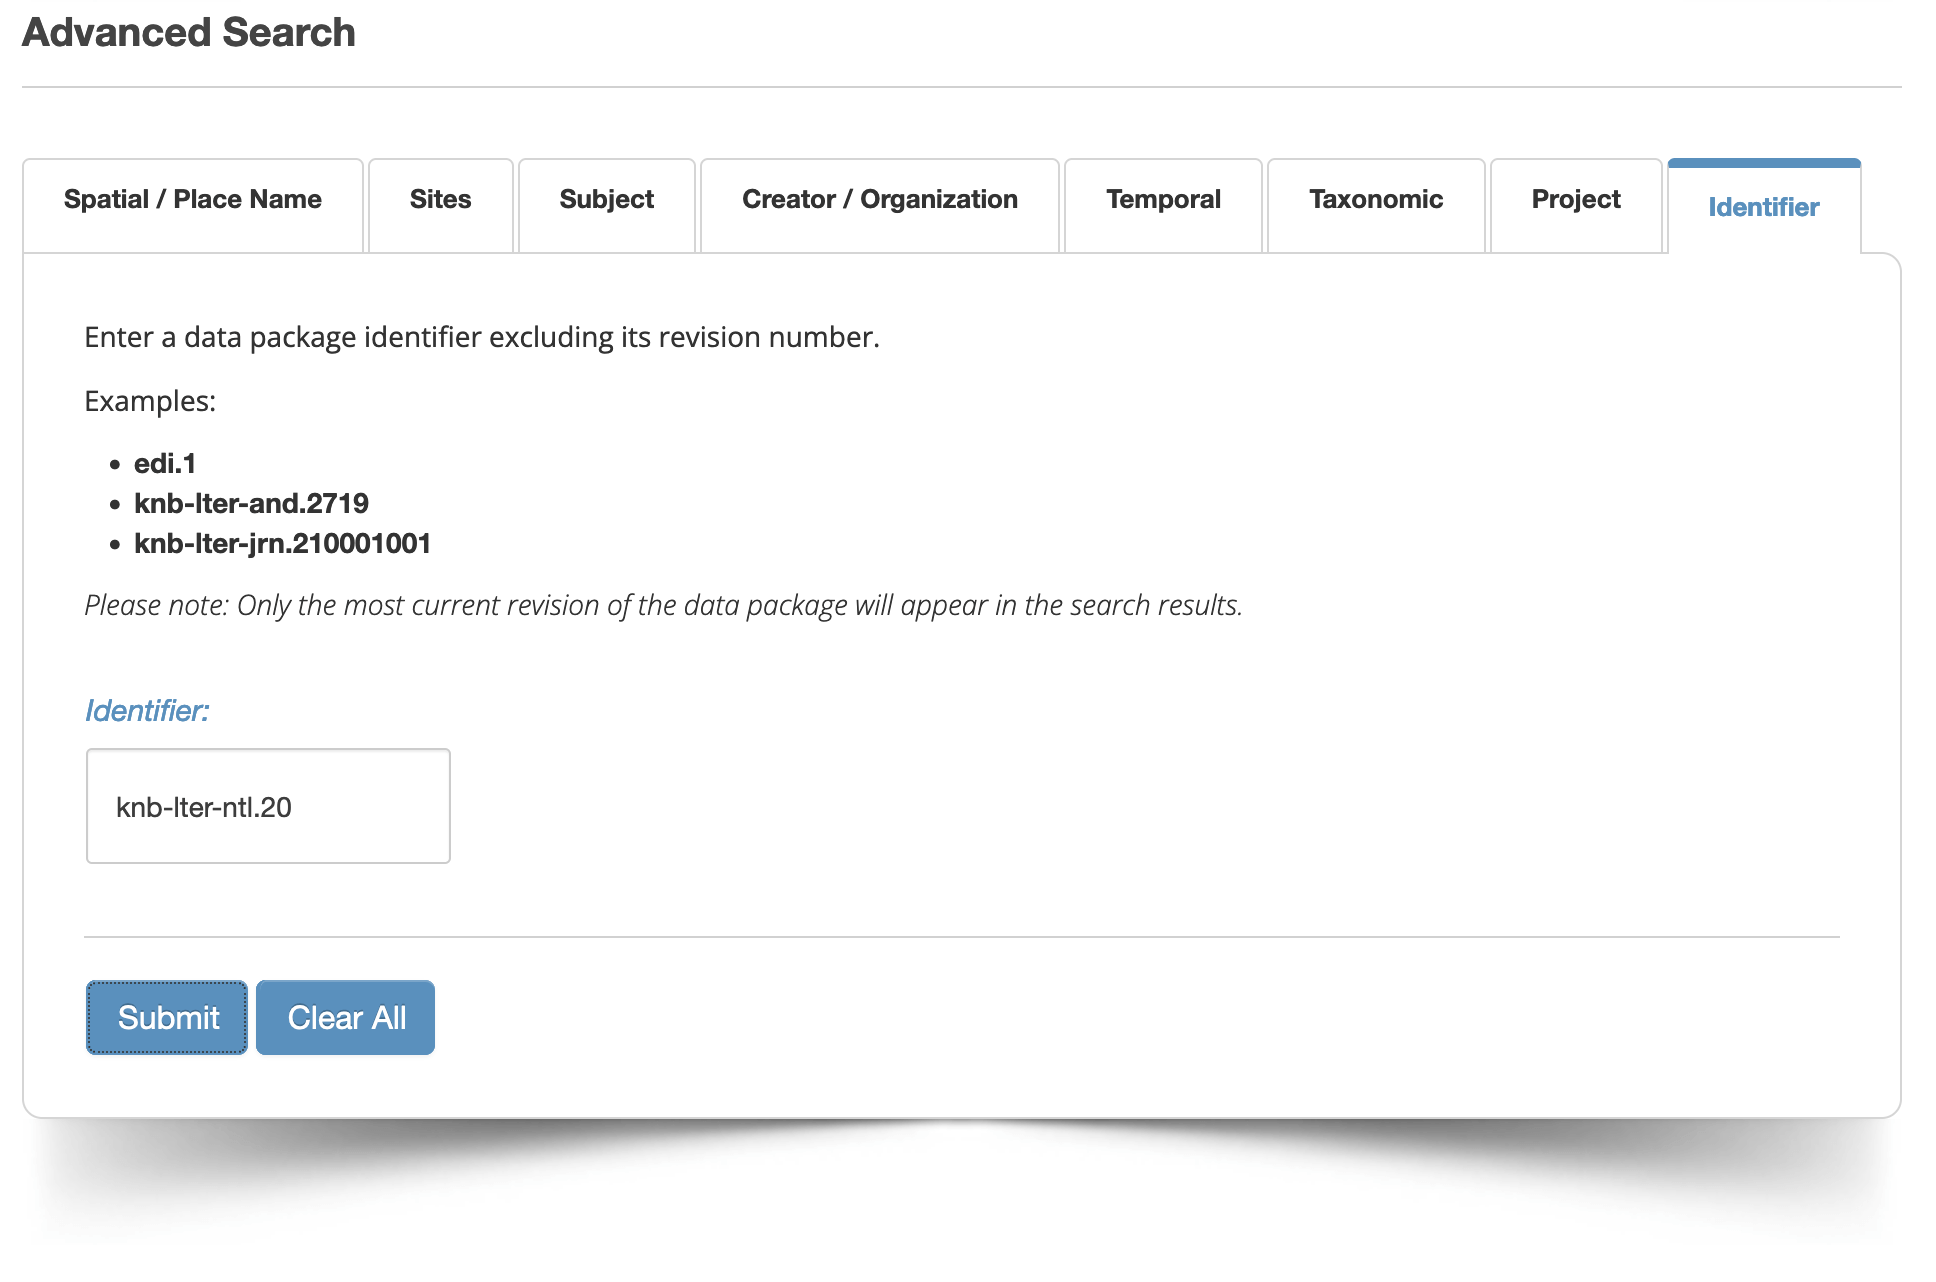 Advanced Search
Spatial / Place Name
Sites
Subject
Creator / Organization
Temporal
Taxonomic
Project
Identifier
Enter a data package identifier excluding its revision number.
Examples:
• edi.1
• knb-lter-and.2719
• knb-lter-jrn.210001001
Please note: Only the most current revision of the data package will appear in the search results.
Identifier:
knb-lter-ntl.20
Submit
Clear All